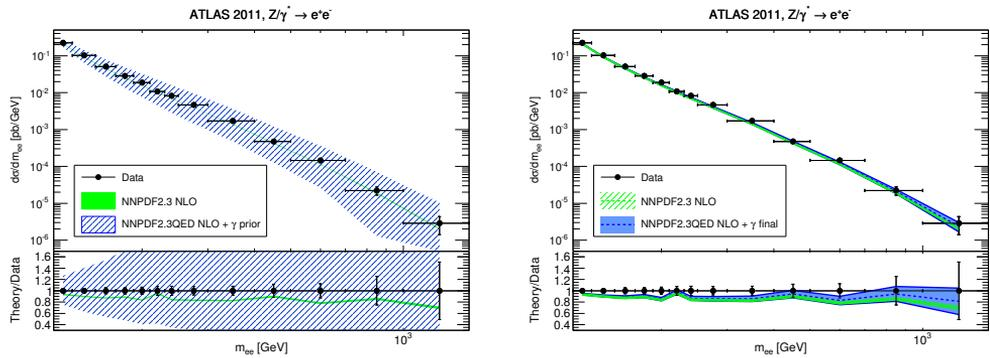 ATLAS 2011, Z/γ* → e⁺e⁻
dσ/dm_ee [pb/GeV]
10⁻¹
10⁻²
10⁻³
10⁻⁴
10⁻⁵
10⁻⁶
Data
NNPDF2.3 NLO
NNPDF2.3QED NLO + γ prior
Theory/Data
1.6
1.4
1.2
1
0.8
0.6
0.4
10³
10³
m_ee [GeV]
ATLAS 2011, Z/γ* → e⁺e⁻
dσ/dm_ee [pb/GeV]
10⁻¹
10⁻²
10⁻³
10⁻⁴
10⁻⁵
10⁻⁶
Data
NNPDF2.3 NLO
NNPDF2.3QED NLO + γ final
10³
Theory/Data
1.6
1.4
1.2
1
0.8
0.6
0.4
10³
m_ee [GeV]